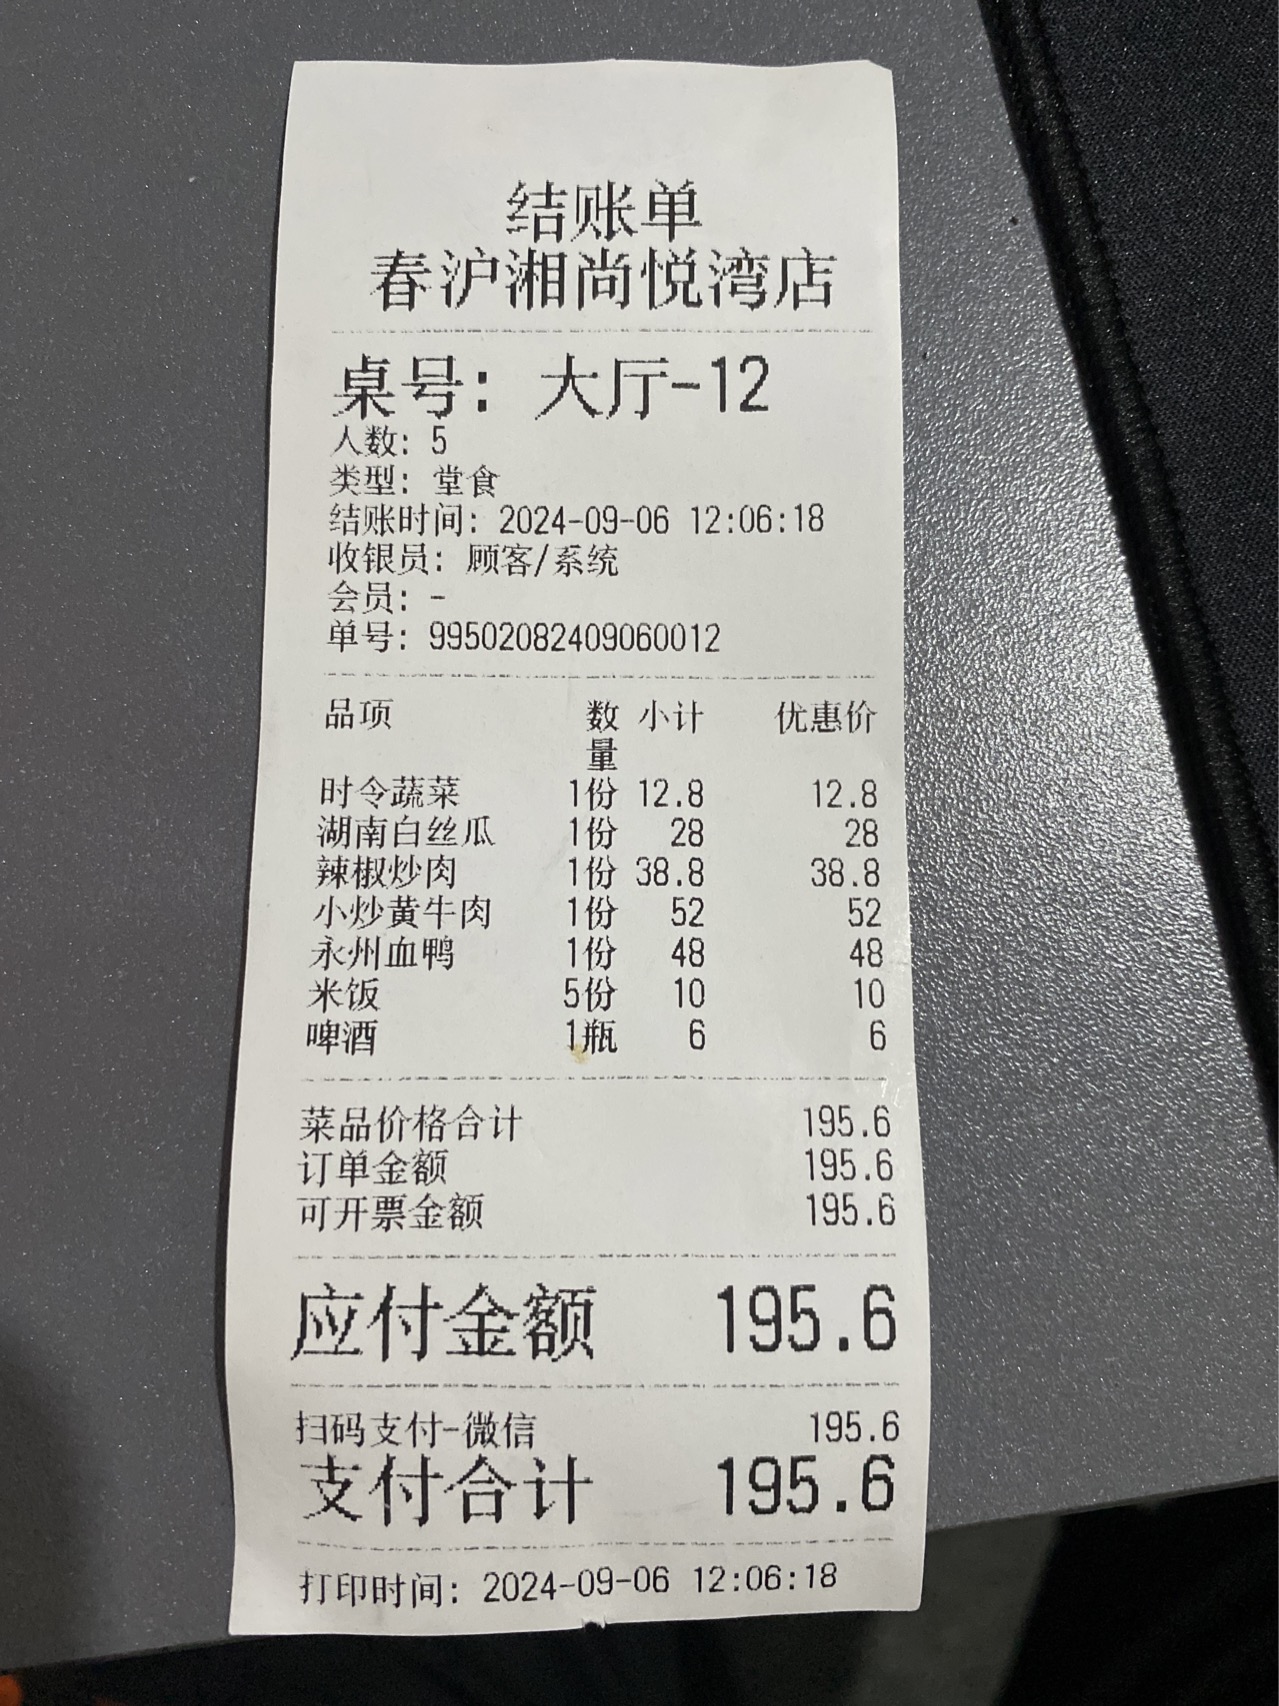 结账单
春沪湘尚悦湾店
桌号: 大厅-12
人数: 5
类型: 堂食
结账时间: 2024-09-06 12:06:18
收银员: 顾客/系统
会员: -
单号: 99502082409060012
品项 数量 小计 优惠价
时令蔬菜 1份 12.8 12.8
湖南白丝瓜 1份 28 28
辣椒炒肉 1份 38.8 38.8
小炒黄牛肉 1份 52 52
永州血鸭 1份 48 48
米饭 5份 10 10
啤酒 1瓶 6 6
菜品价格合计 195.6
订单金额 195.6
可开票金额 195.6
应付金额 195.6
扫码支付-微信 195.6
支付合计 195.6
打印时间: 2024-09-06 12:06:18